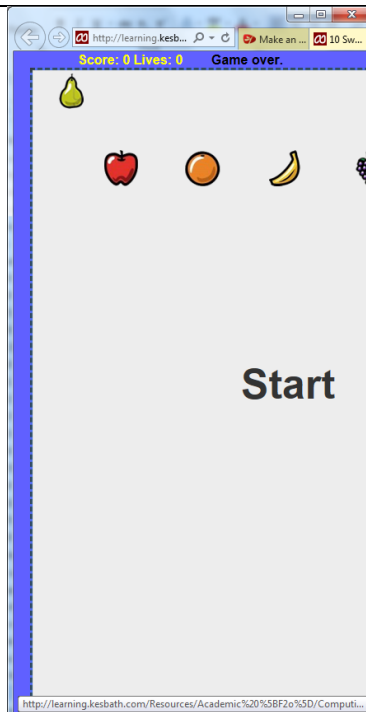 http://learning.kesb...
Make an ...
10 Sw...
Score: 0 Lives: 0 Game over.
Start
http://learning.kesbath.com/Resources/Academic%20%5BF2o%5D/Computi...